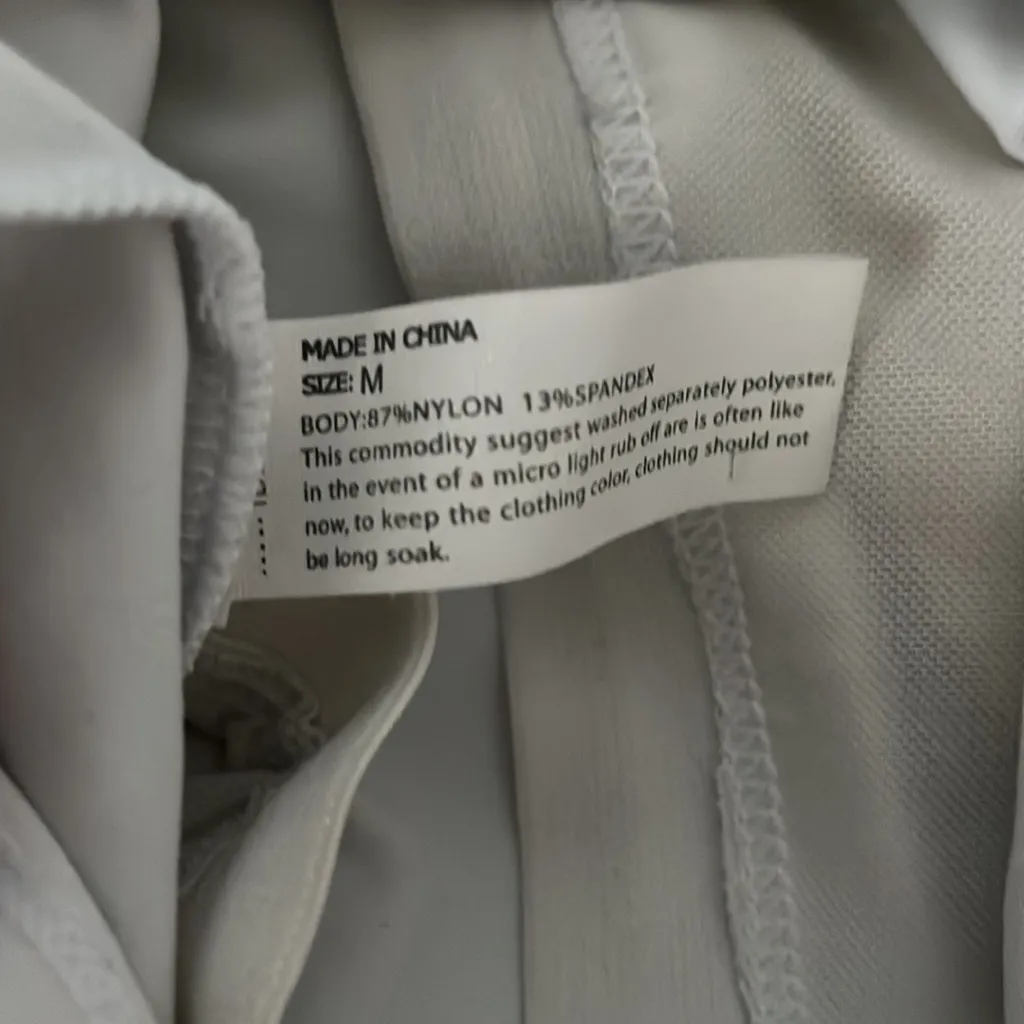 MADE IN CHINA
SIZE: M
BODY:87%NYLON 13%SPANDEX
This commodity suggest washed separately polyester,
in the event of a micro light rub off are is often like
now, to keep the clothing color, clothing should not
be long soak.